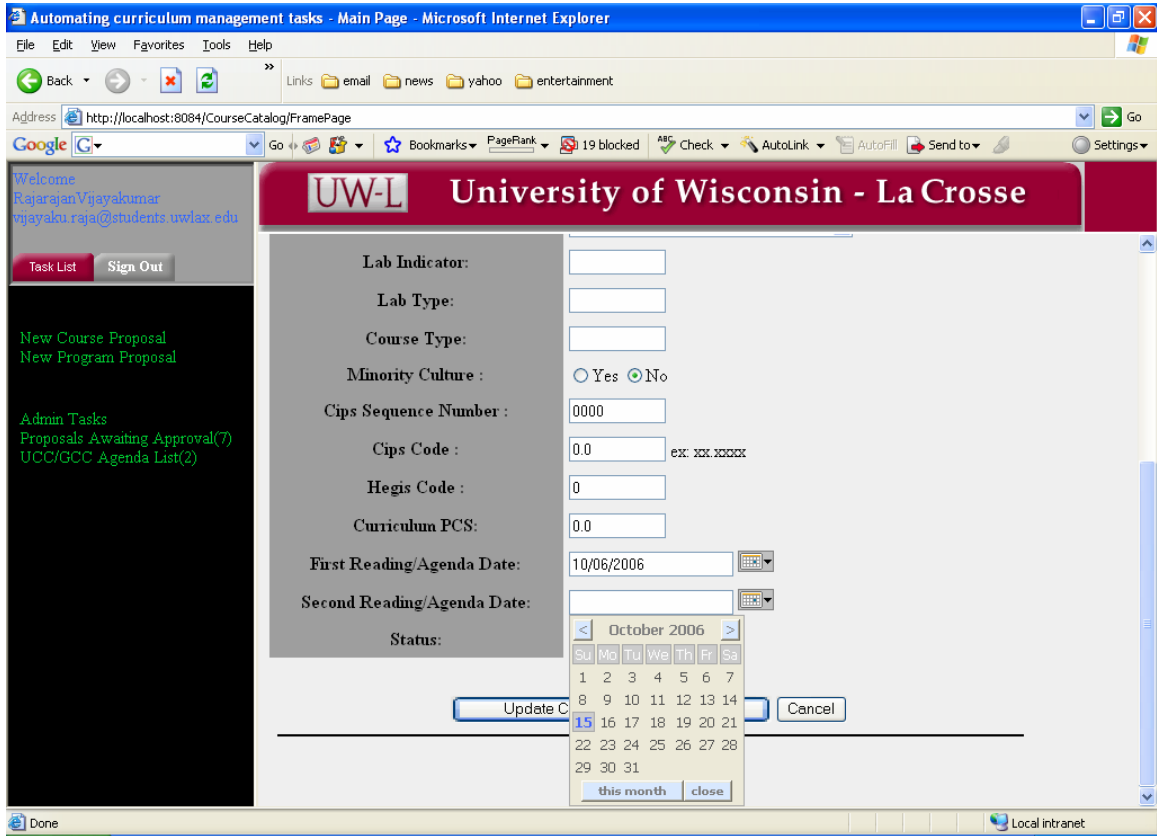 Automating curriculum management tasks - Main Page - Microsoft Internet Explorer
File Edit View Favorites Tools Help
Back » Links email news yahoo entertainment
Address http://localhost:8084/CourseCatalog/FramePage Go
Google G Go Bookmarks PageRank 19 blocked ABC Check AutoLink AutoFill Send to Settings
Welcome
RajarajanVijayakumar
vijayaku.raja@students.uwlax.edu
UW-L University of Wisconsin - La Crosse
Task List Sign Out
New Course Proposal
New Program Proposal
Admin Tasks
Proposals Awaiting Approval(7)
UCC/GCC Agenda List(2)
Lab Indicator:
Lab Type:
Course Type:
Minority Culture : Yes No
Cips Sequence Number : 0000
Cips Code : 0.0 ex: xx.xxxx
Hegis Code : 0
Curriculum PCS: 0.0
First Reading/Agenda Date: 10/06/2006
Second Reading/Agenda Date:
Status:
< October 2006 >
Su Mo Tu We Th Fr Sa
1 2 3 4 5 6 7
8 9 10 11 12 13 14
15 16 17 18 19 20 21
22 23 24 25 26 27 28
29 30 31
this month close
Update C Cancel
Done Local intranet